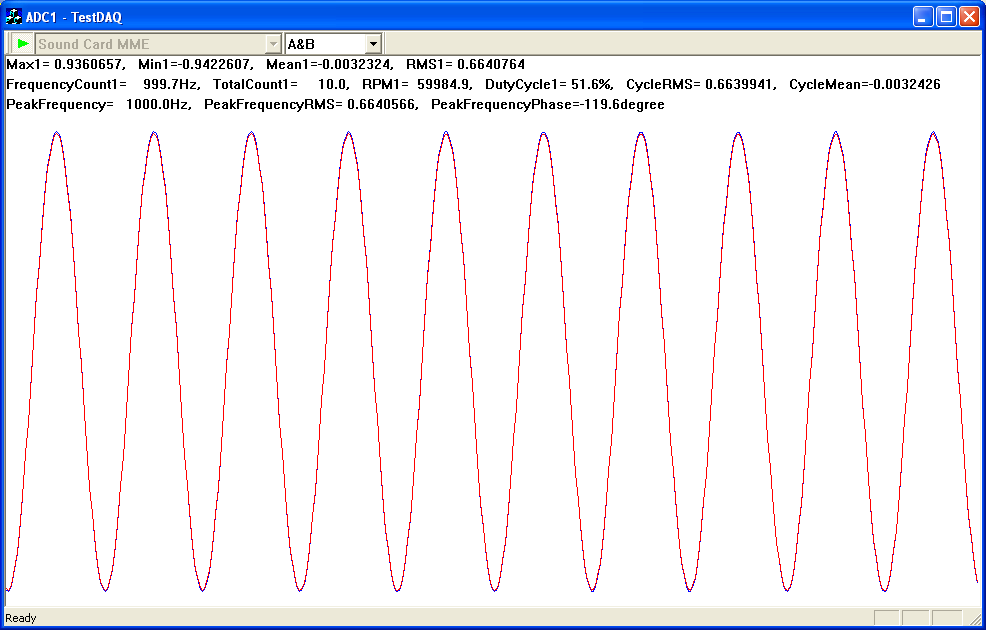 ADC1 - TestDAQ
Sound Card MME A&B
Max1= 0.9360657, Min1=-0.9422607, Mean1=-0.0032324, RMS1= 0.6640764
FrequencyCount1= 999.7Hz, TotalCount1= 10.0, RPM1= 59984.9, DutyCycle1= 51.6%, CycleRMS= 0.6639941, CycleMean=-0.0032426
PeakFrequency= 1000.0Hz, PeakFrequencyRMS= 0.6640566, PeakFrequencyPhase=-119.6degree
Ready